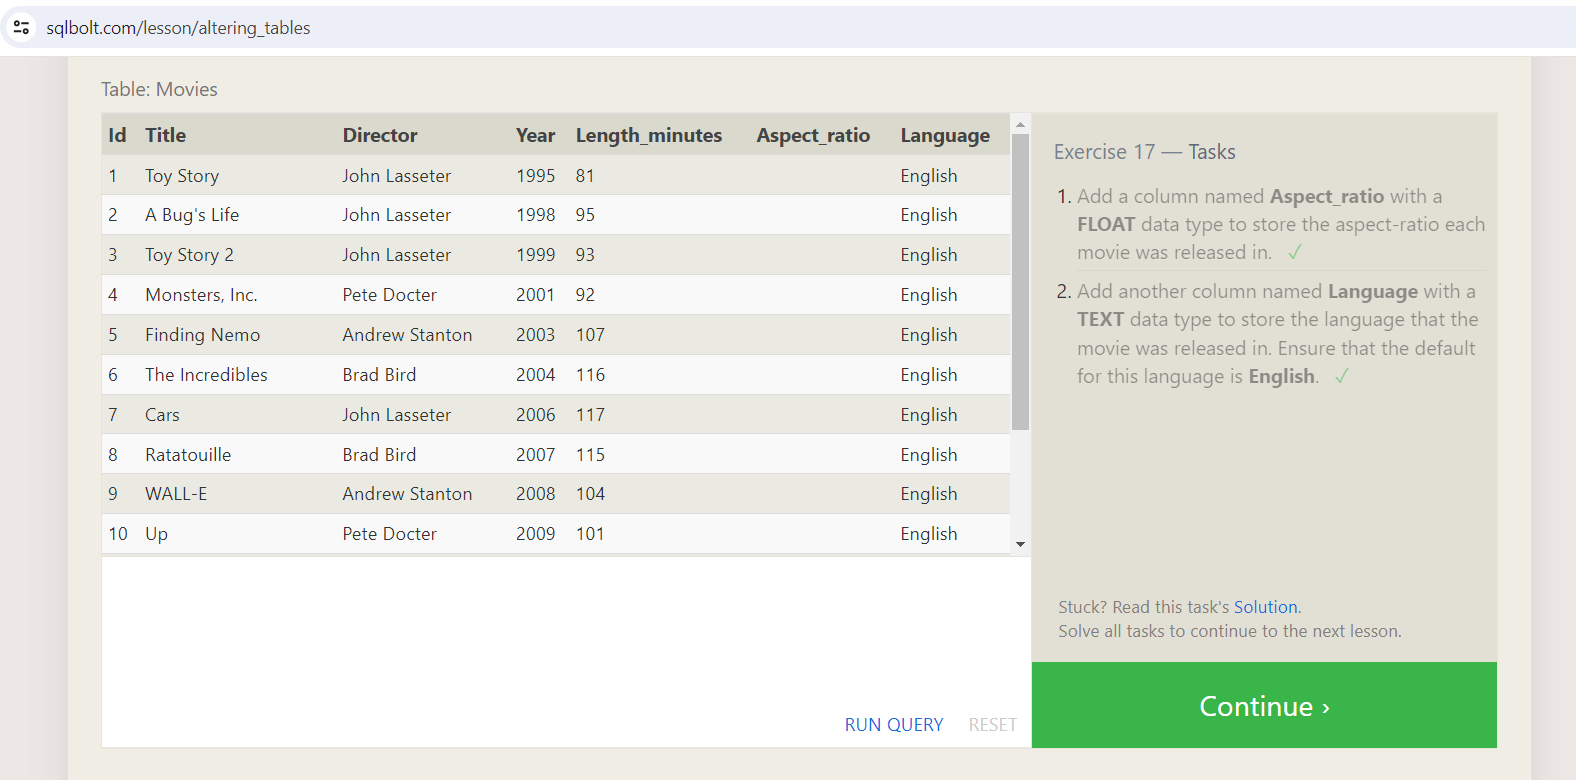 sqlbolt.com/lesson/altering_tables
Table: Movies
Id Title Director Year Length_minutes Aspect_ratio Language
1 Toy Story John Lasseter 1995 81 English
2 A Bug's Life John Lasseter 1998 95 English
3 Toy Story 2 John Lasseter 1999 93 English
4 Monsters, Inc. Pete Docter 2001 92 English
5 Finding Nemo Andrew Stanton 2003 107 English
6 The Incredibles Brad Bird 2004 116 English
7 Cars John Lasseter 2006 117 English
8 Ratatouille Brad Bird 2007 115 English
9 WALL-E Andrew Stanton 2008 104 English
10 Up Pete Docter 2009 101 English
RUN QUERY RESET
Exercise 17 — Tasks
1. Add a column named Aspect_ratio with a
FLOAT data type to store the aspect-ratio each
movie was released in. ✓
2. Add another column named Language with a
TEXT data type to store the language that the
movie was released in. Ensure that the default
for this language is English. ✓
Stuck? Read this task's Solution.
Solve all tasks to continue to the next lesson.
Continue ›